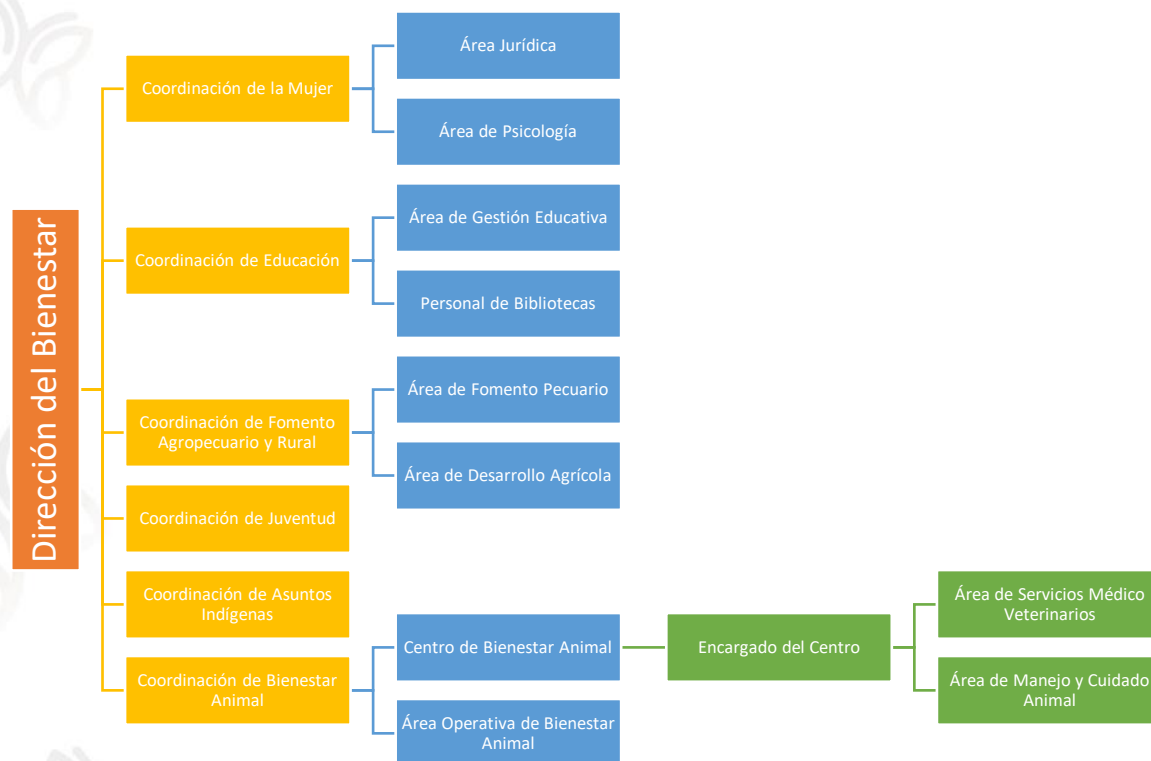 Dirección del Bienestar
Coordinación de la Mujer
Área Jurídica
Área de Psicología
Coordinación de Educación
Área de Gestión Educativa
Personal de Bibliotecas
Coordinación de Fomento
Agropecuario y Rural
Área de Fomento Pecuario
Área de Desarrollo Agrícola
Coordinación de Juventud
Coordinación de Asuntos
Indígenas
Coordinación de Bienestar
Animal
Centro de Bienestar Animal
Encargado del Centro
Área de Servicios Médico
Veterinarios
Área de Manejo y Cuidado
Animal
Área Operativa de Bienestar
Animal